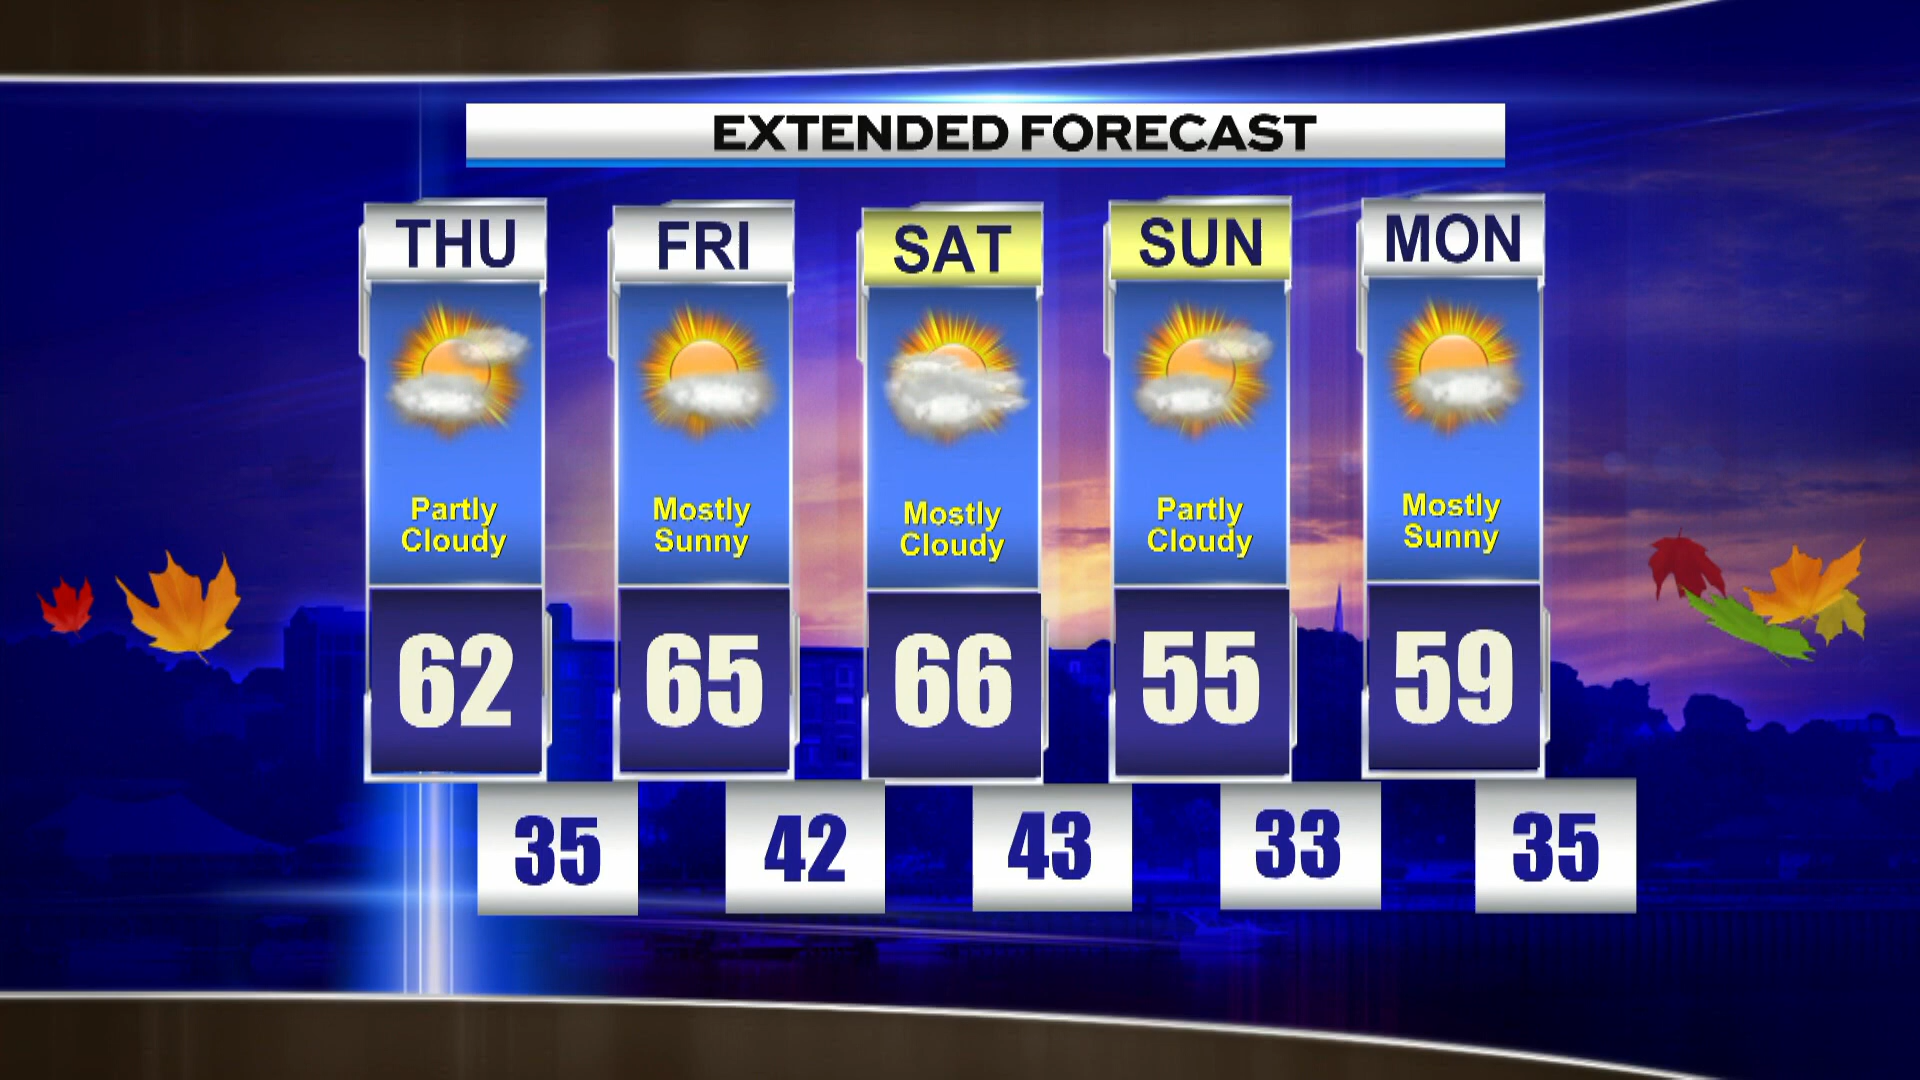 EXTENDED FORECAST
THU FRI SAT SUN MON
Partly Mostly Mostly Partly Mostly
Cloudy Sunny Cloudy Cloudy Sunny
62 65 66 55 59
35 42 43 33 35